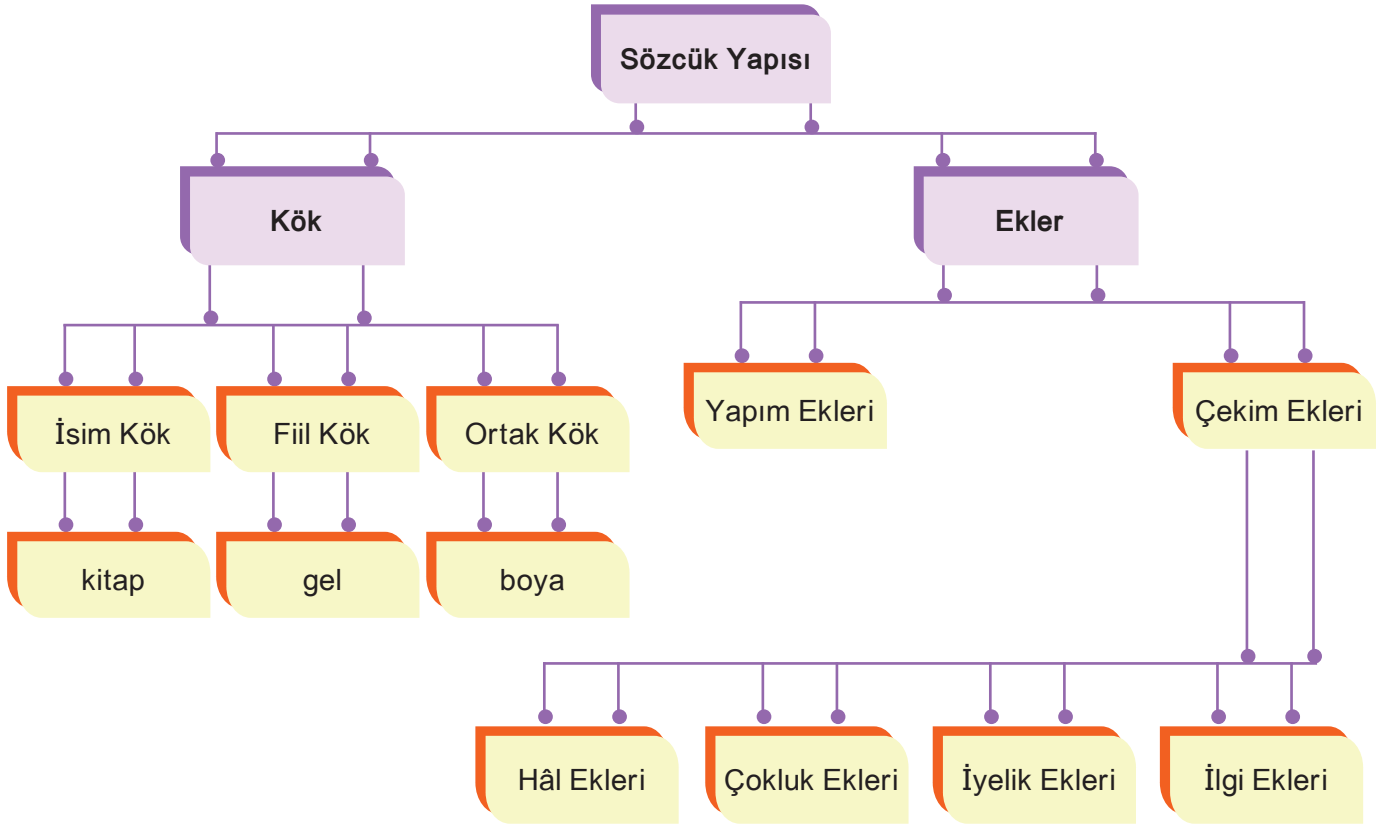 Sözcük Yapısı
Kök
Ekler
İsim Kök
Fiil Kök
Ortak Kök
Yapım Ekleri
Çekim Ekleri
kitap
gel
boya
Hâl Ekleri
Çokluk Ekleri
İyelik Ekleri
İlgi Ekleri